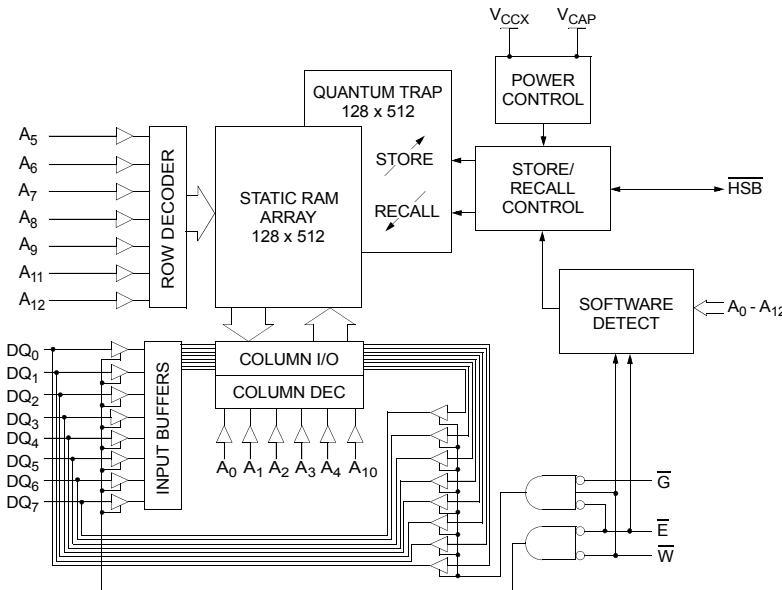 V_CCX V_CAP
POWER
CONTROL
QUANTUM TRAP
128 x 512
STORE
RECALL
STORE/
RECALL
CONTROL
H̅S̅B̅
A₅
A₆
A₇
A₈
A₉
A₁₁
A₁₂
ROW DECODER
STATIC RAM
ARRAY
128 x 512
SOFTWARE
DETECT
A₀ - A₁₂
DQ₀
DQ₁
DQ₂
DQ₃
DQ₄
DQ₅
DQ₆
DQ₇
INPUT BUFFERS
COLUMN I/O
COLUMN DEC
A₀ A₁ A₂ A₃ A₄ A₁₀
G̅
E̅
W̅